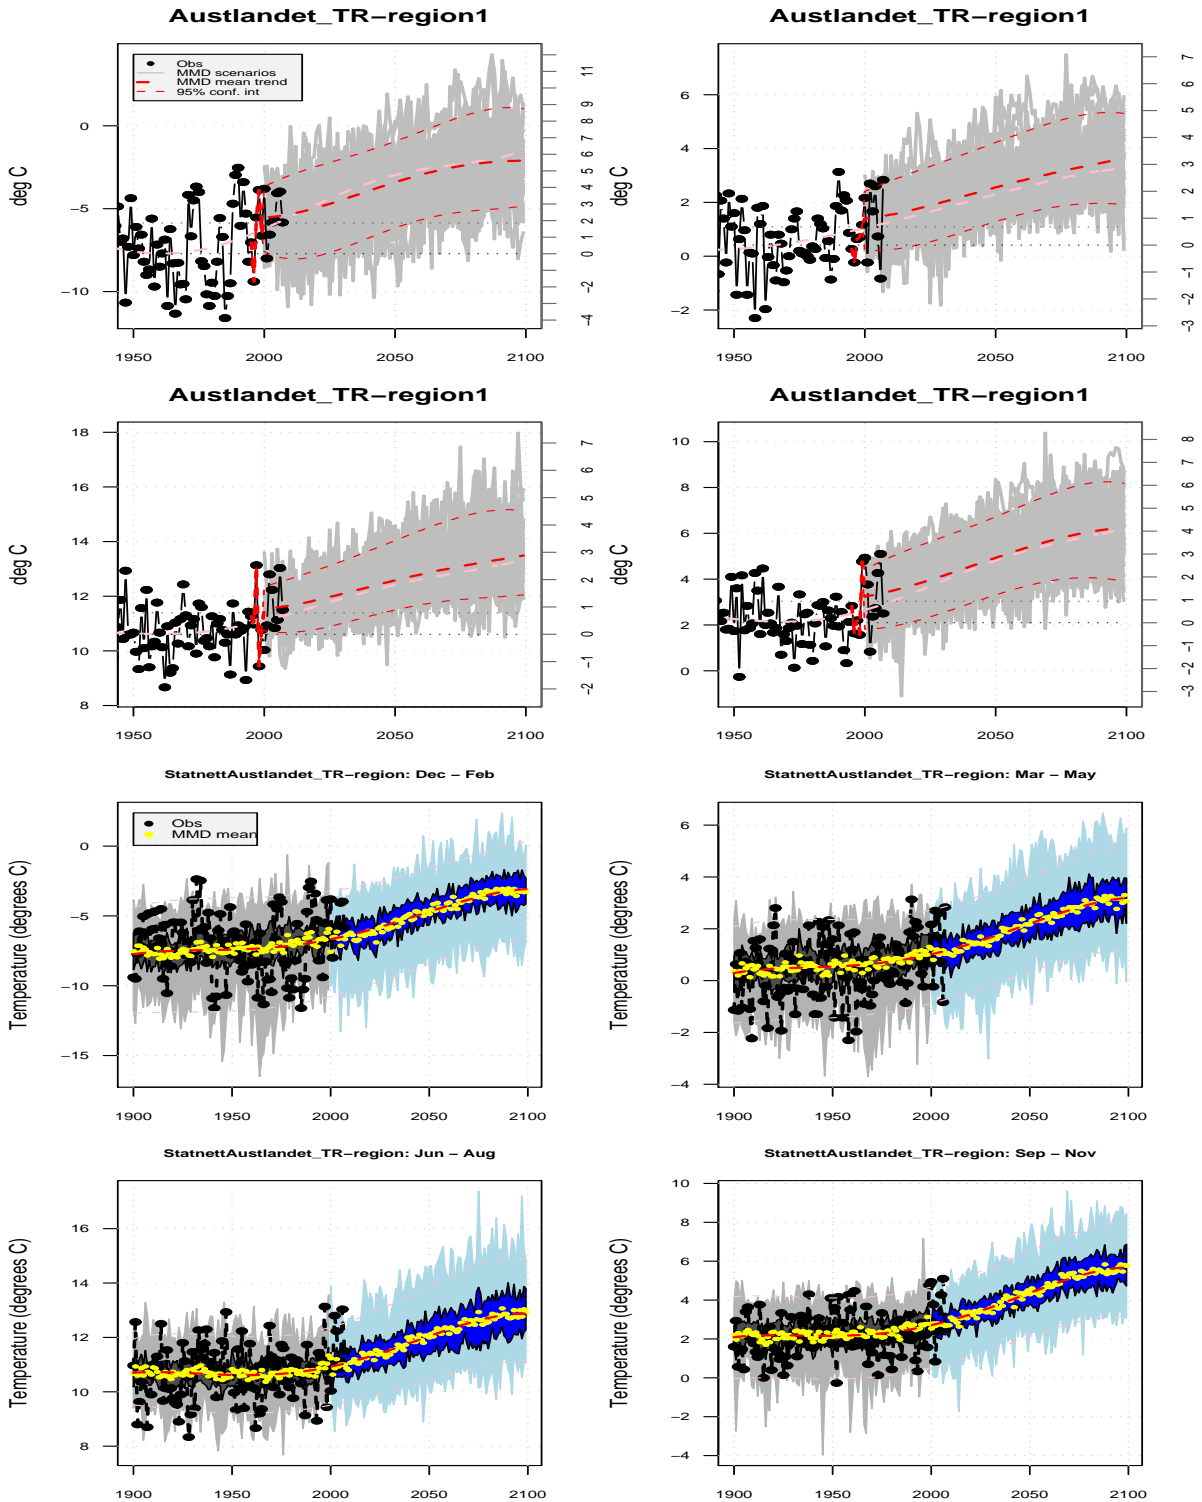 Austlandet_TR−region1
deg C
Obs
MMD scenarios
MMD mean trend
95% conf. int
0
−5
−10
11
9
8
6
5
4
3
2
0
−2
−4
1950 2000 2050 2100
Austlandet_TR−region1
deg C
6
4
2
0
−2
7
6
5
4
3
2
1
0
−1
−2
−3
1950 2000 2050 2100
Austlandet_TR−region1
deg C
18
16
14
12
10
8
7
6
5
4
3
2
1
0
−1
−2
1950 2000 2050 2100
Austlandet_TR−region1
deg C
10
8
6
4
2
0
8
7
6
5
4
3
2
1
0
−1
−2
−3
1950 2000 2050 2100
StatnettAustlandet_TR−region: Dec − Feb
Temperature (degrees C)
Obs
MMD mean
0
−5
−10
−15
1900 1950 2000 2050 2100
StatnettAustlandet_TR−region: Mar − May
Temperature (degrees C)
6
4
2
0
−2
−4
1900 1950 2000 2050 2100
StatnettAustlandet_TR−region: Jun − Aug
Temperature (degrees C)
16
14
12
10
8
1900 1950 2000 2050 2100
StatnettAustlandet_TR−region: Sep − Nov
Temperature (degrees C)
10
8
6
4
2
0
−2
−4
1900 1950 2000 2050 2100